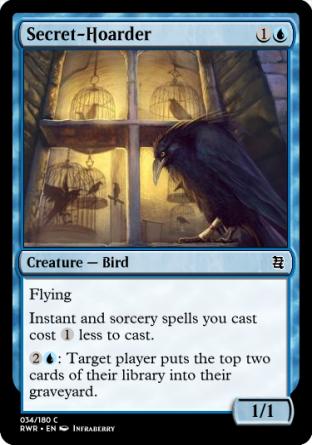 Secret-Hoarder 1
Creature — Bird
Flying
Instant and sorcery spells you cast
cost 1 less to cast.
2: Target player puts the top two
cards of their library into their
graveyard.
1/1
034/180 C
RWR • EN Infraberry